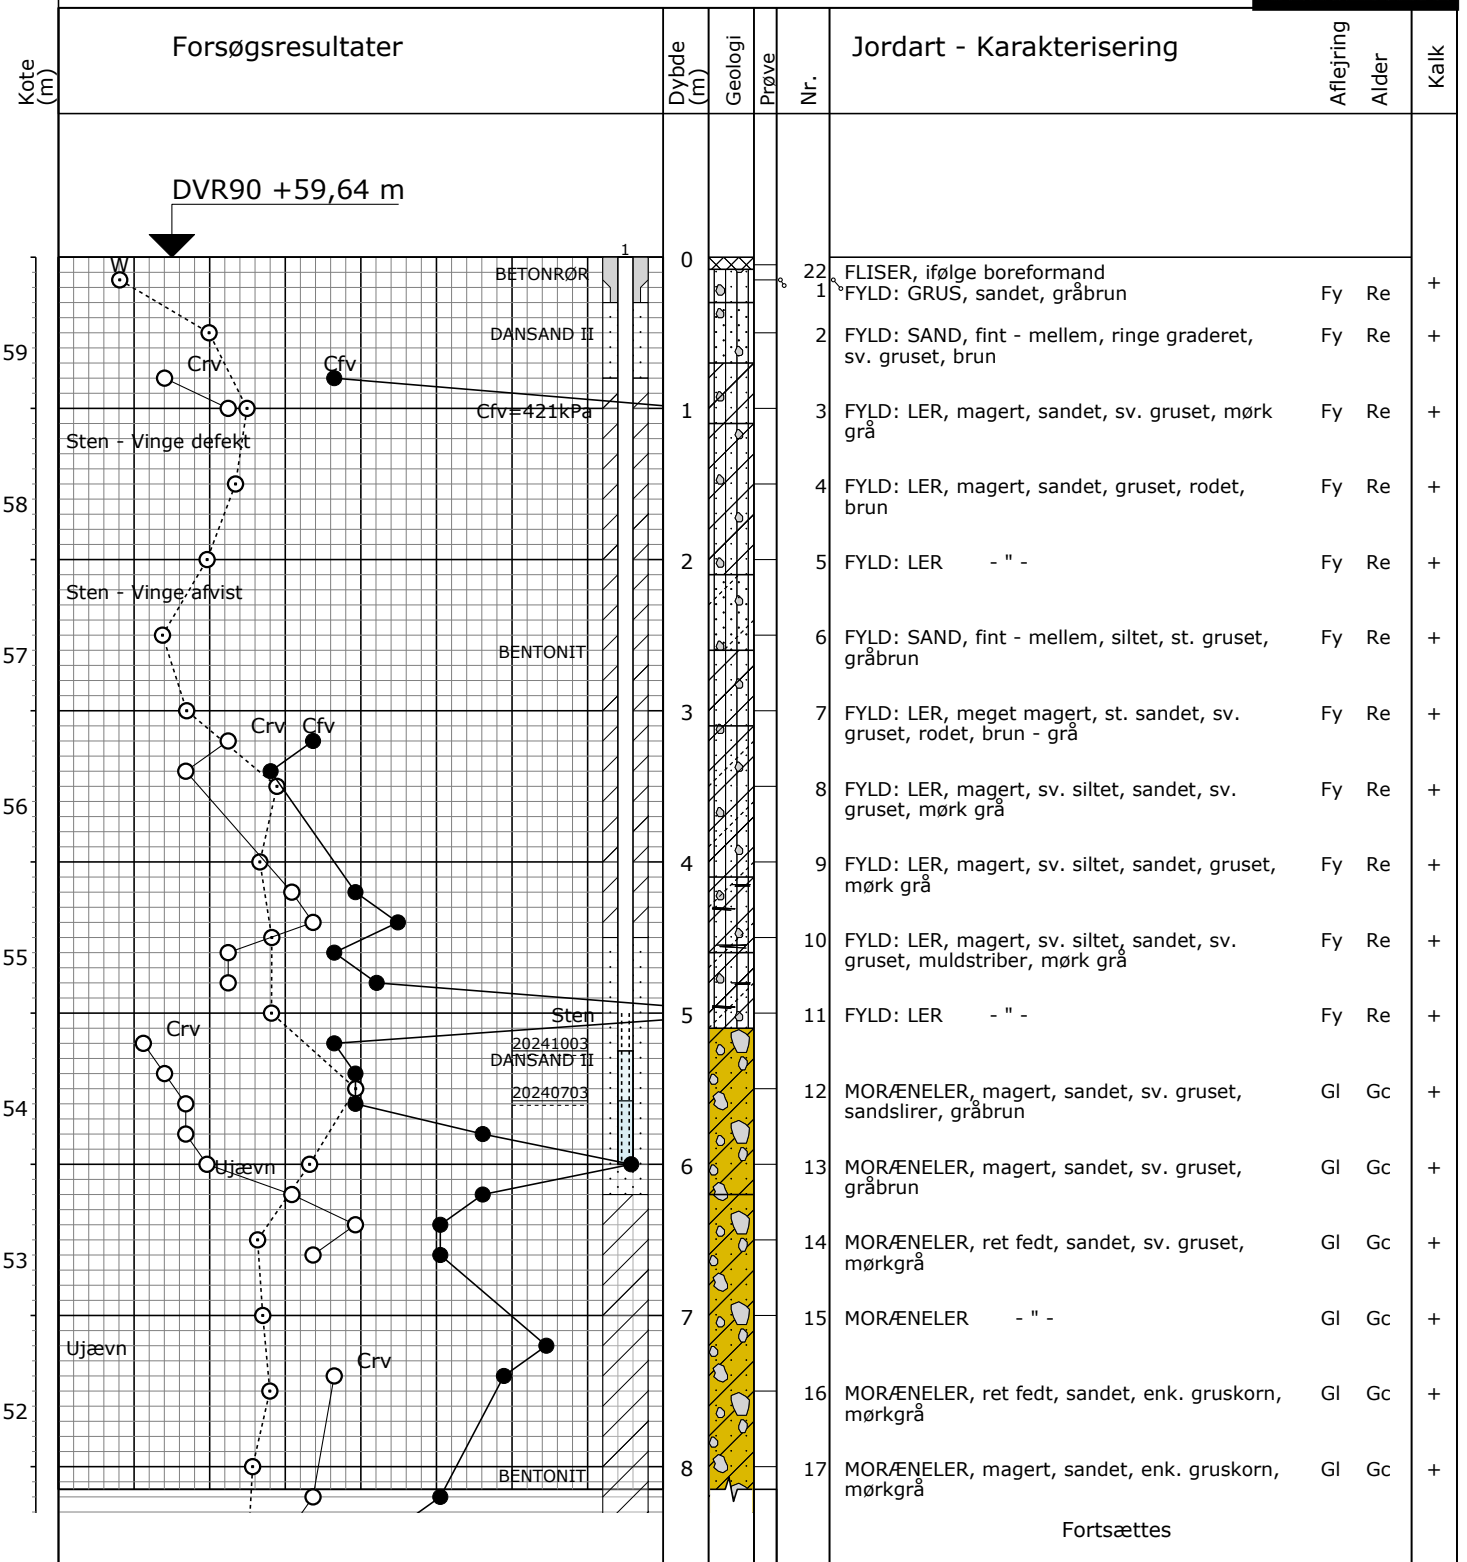 Kote (m)
Forsøgsresultater
Dybde (m)
Geologi
Prøve
Nr.
Jordart - Karakterisering
Aflejring
Alder
Kalk
DVR90 +59,64 m
W
1
BETONRØR
0
22 FLISER, ifølge boreformand
1 FYLD: GRUS, sandet, gråbrun Fy Re +
DANSAND II
2 FYLD: SAND, fint - mellem, ringe graderet, Fy Re +
sv. gruset, brun
59
Crv
Cfv
Cfv=421kPa
1
3 FYLD: LER, magert, sandet, sv. gruset, mørk Fy Re +
grå
Sten - Vinge defekt
4 FYLD: LER, magert, sandet, gruset, rodet, Fy Re +
brun
58
2
5 FYLD: LER - " - Fy Re +
Sten - Vinge afvist
6 FYLD: SAND, fint - mellem, siltet, st. gruset, Fy Re +
gråbrun
57
BENTONIT
3
7 FYLD: LER, meget magert, st. sandet, sv. Fy Re +
gruset, rodet, brun - grå
Crv Cfv
8 FYLD: LER, magert, sv. siltet, sandet, sv. Fy Re +
gruset, mørk grå
56
4
9 FYLD: LER, magert, sv. siltet, sandet, gruset, Fy Re +
mørk grå
10 FYLD: LER, magert, sv. siltet, sandet, sv. Fy Re +
gruset, muldstriber, mørk grå
55
Sten
5
11 FYLD: LER - " - Fy Re +
Crv
20241003
DANSAND II
20240703
12 MORÆNELER, magert, sandet, sv. gruset, Gl Gc +
sandslirer, gråbrun
54
Ujævn
6
13 MORÆNELER, magert, sandet, sv. gruset, Gl Gc +
gråbrun
14 MORÆNELER, ret fedt, sandet, sv. gruset, Gl Gc +
mørkgrå
53
7
15 MORÆNELER - " - Gl Gc +
Ujævn
Crv
16 MORÆNELER, ret fedt, sandet, enk. gruskorn, Gl Gc +
mørkgrå
52
BENTONIT
8
17 MORÆNELER, magert, sandet, enk. gruskorn, Gl Gc +
mørkgrå
Fortsættes